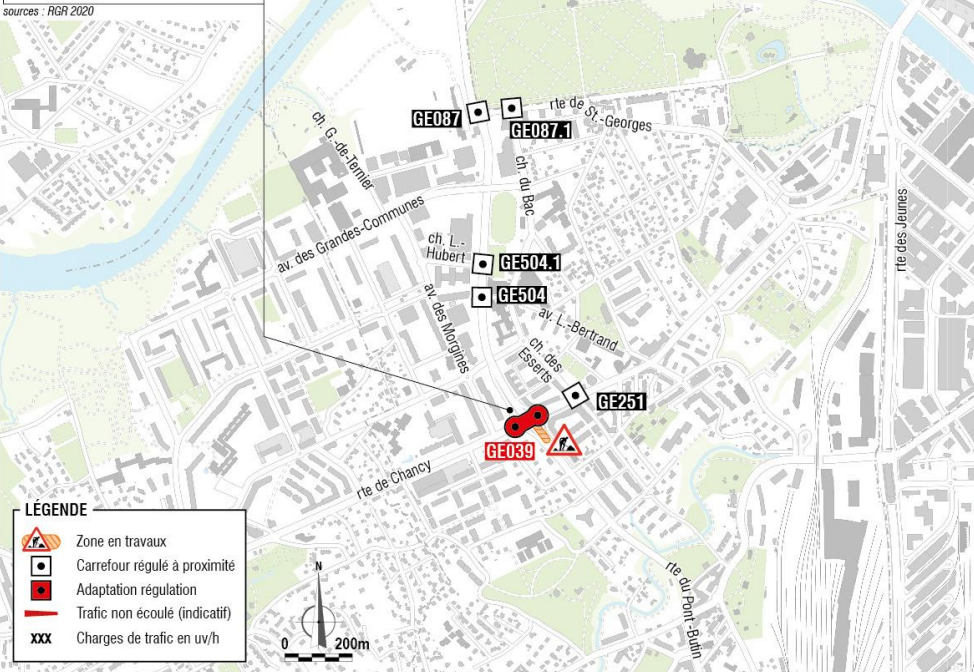 sources : RGR 2020
GE087
GE087.1
rte de St.-Georges
ch. G.-de-Ternier
ch. du Bac
av. des Grandes-Communes
rte des Jeunes
ch. L.-
Hubert
GE504.1
GE504
av. des Morgines
av. L.-Bertrand
ch. des
Esserts
GE251
GE039
rte de Chancy
rte du Pont-Butin
LÉGENDE
Zone en travaux
Carrefour régulé à proximité
Adaptation régulation
Trafic non écoulé (indicatif)
XXX Charges de trafic en uv/h
N
0 200m